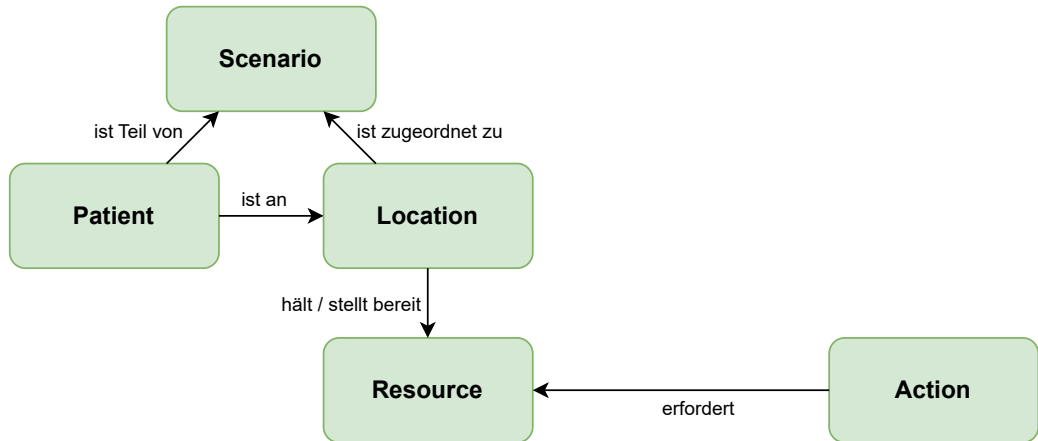 Scenario
ist Teil von
ist zugeordnet zu
Patient
ist an
Location
hält / stellt bereit
Resource
erfordert
Action